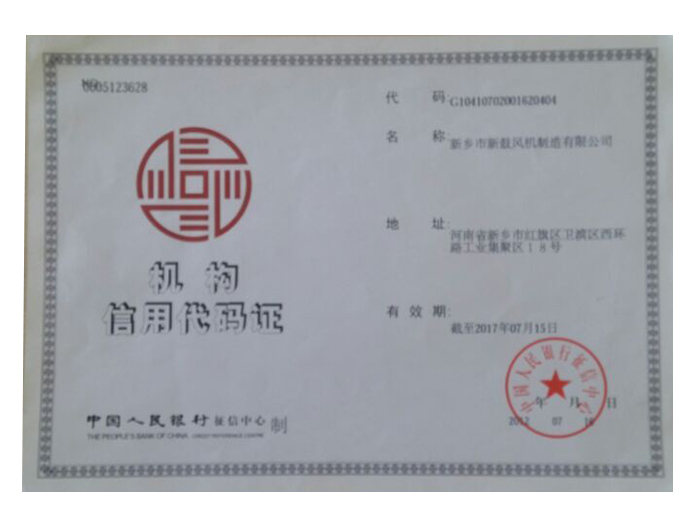 0005123628
机 构
信用代码证
中国人民银行征信中心 制
THE PEOPLE'S BANK OF CHINA CREDIT REFERENCE CENTRE
代 码: G10410702001620404
名 称: 新乡市新鼓风机制造有限公司
地 址: 河南省新乡市红旗区卫滨区西环
路工业集聚区18号
有 效 期:
截至2017年07月15日
中国人民银行征信中心
年 月 日
2012 07